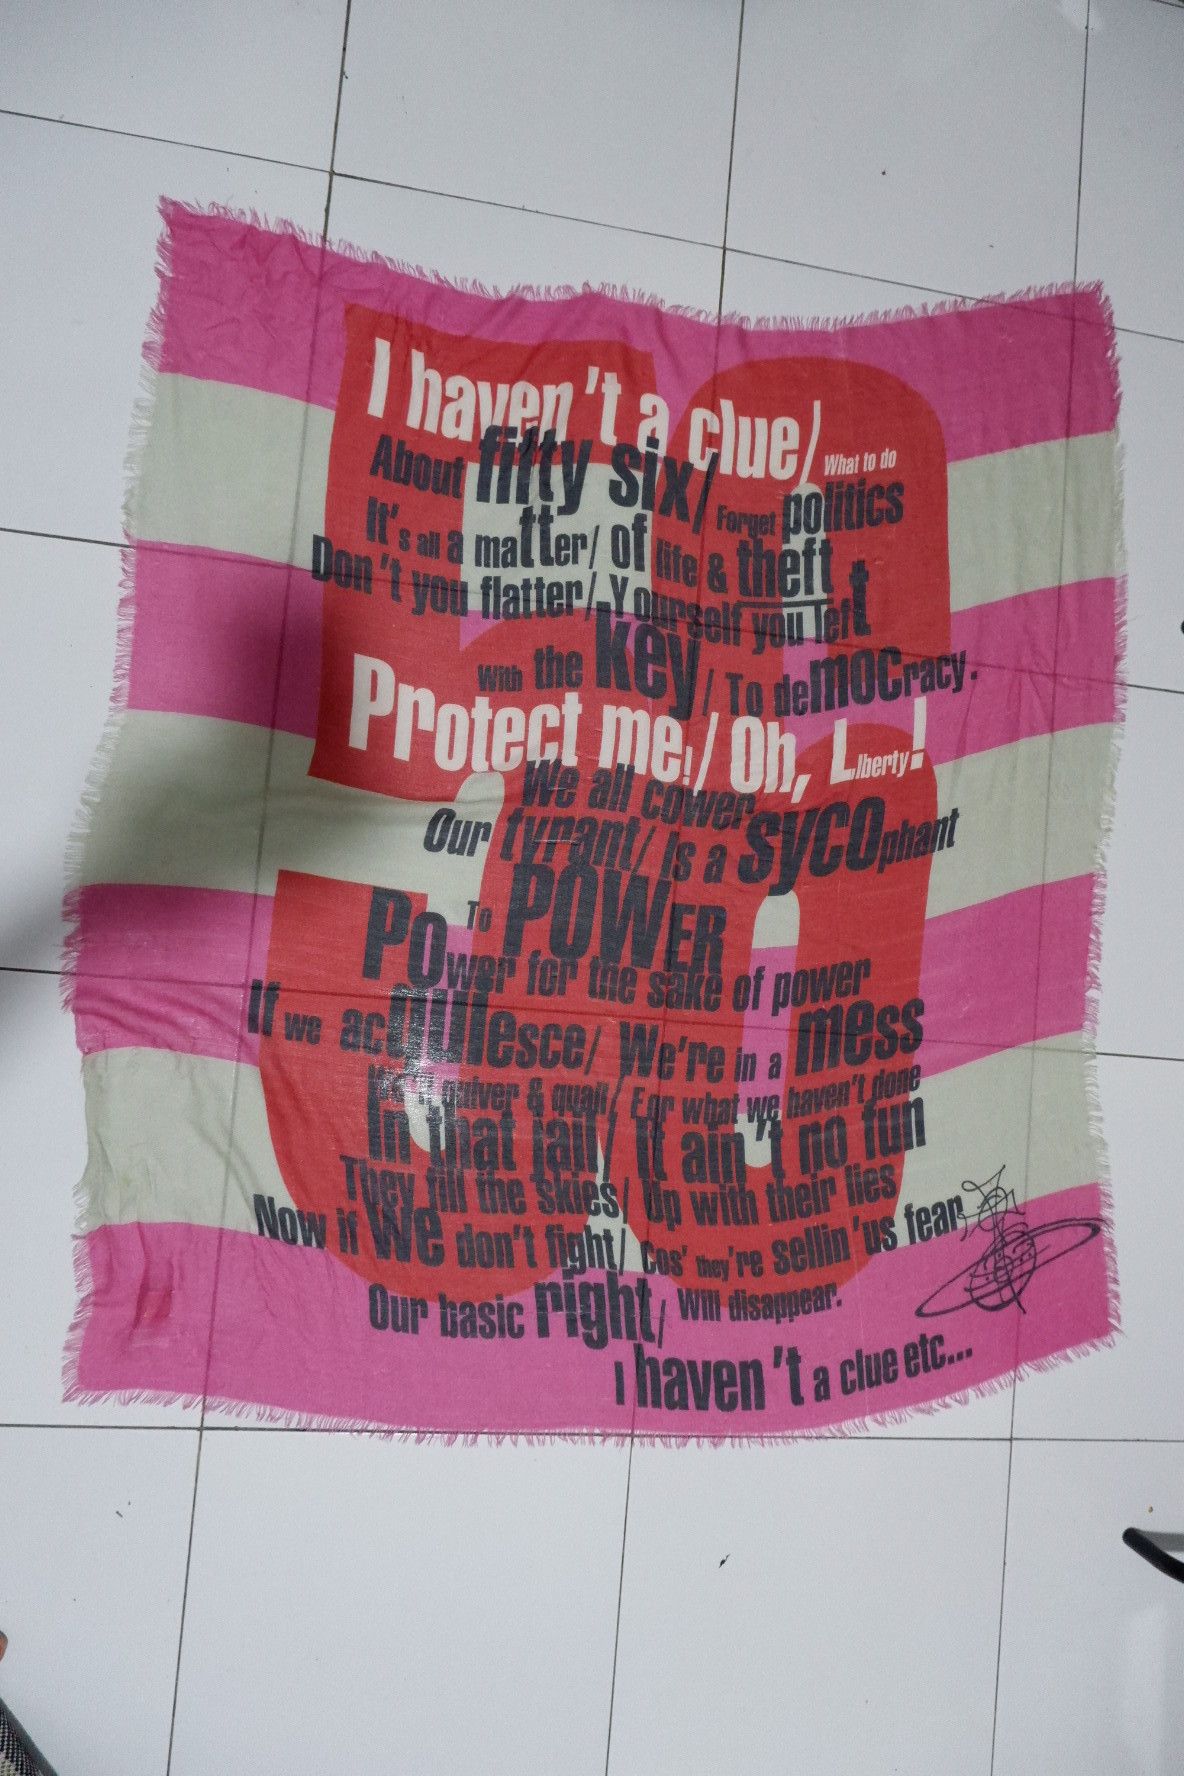 I haven't a clue/ What to do
About fifty six/ Forget politics
It's all a matter/ of life & theft
Don't you flatter/ Yourself you left
With the key/ To democracy.
Protect me!/ Oh, Liberty!
We all cower
Our tyrant/ is a sycophant
To POWER
Power for the sake of power
If we acquiesce/ We're in a mess
We'll quiver & quail/ For what we haven't done
In that jail/ It ain't no fun
They fill the skies/ Up with their lies
Now if we don't fight/ Cos' they're sellin' us fear
Our basic right/ Will disappear.
I haven't a clue etc...